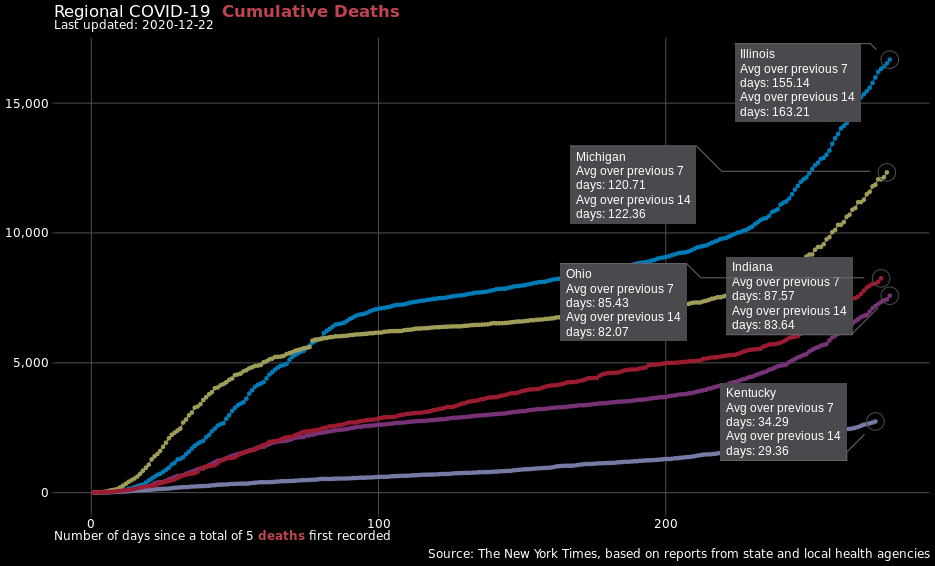 Regional COVID-19 Cumulative Deaths
Last updated: 2020-12-22
Illinois
Avg over previous 7
days: 155.14
Avg over previous 14
days: 163.21
15,000
Michigan
Avg over previous 7
days: 120.71
Avg over previous 14
days: 122.36
10,000
Ohio
Avg over previous 7
days: 85.43
Avg over previous 14
days: 82.07
Indiana
Avg over previous 7
days: 87.57
Avg over previous 14
days: 83.64
5,000
Kentucky
Avg over previous 7
days: 34.29
Avg over previous 14
days: 29.36
0
0 100 200
Number of days since a total of 5 deaths first recorded
Source: The New York Times, based on reports from state and local health agencies